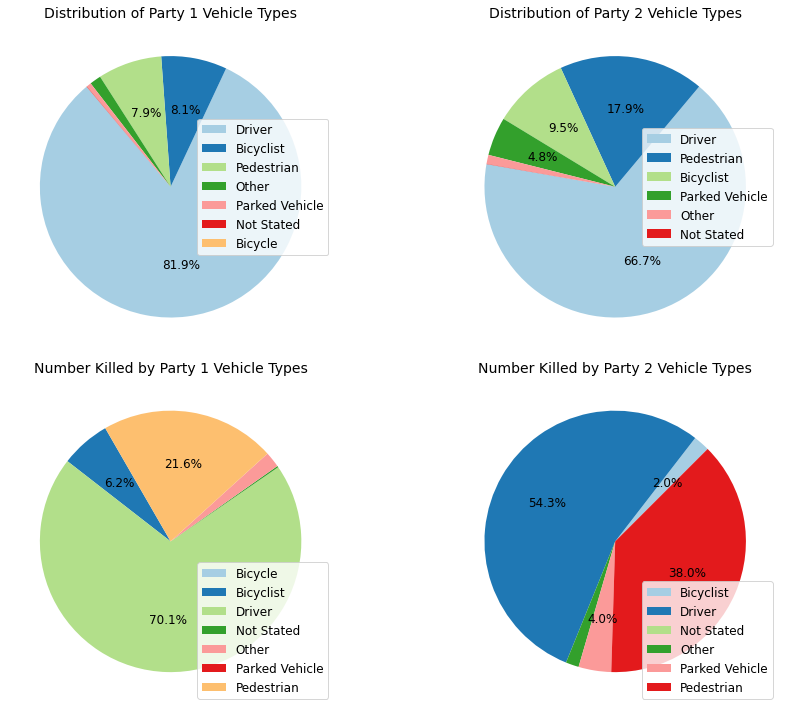 Distribution of Party 1 Vehicle Types
8.1%
7.9%
81.9%
Driver
Bicyclist
Pedestrian
Other
Parked Vehicle
Not Stated
Bicycle
Distribution of Party 2 Vehicle Types
17.9%
9.5%
4.8%
66.7%
Driver
Pedestrian
Bicyclist
Parked Vehicle
Other
Not Stated
Number Killed by Party 1 Vehicle Types
21.6%
6.2%
70.1%
Bicycle
Bicyclist
Driver
Not Stated
Other
Parked Vehicle
Pedestrian
Number Killed by Party 2 Vehicle Types
2.0%
54.3%
38.0%
4.0%
Bicyclist
Driver
Not Stated
Other
Parked Vehicle
Pedestrian